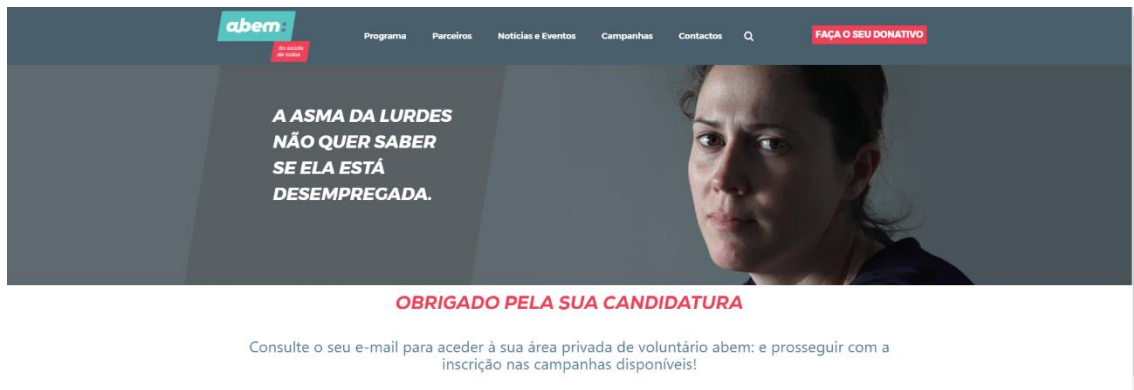 abem:
da saúde
de todos
Programa
Parceiros
Notícias e Eventos
Campanhas
Contactos
FAÇA O SEU DONATIVO
A ASMA DA LURDES
NÃO QUER SABER
SE ELA ESTÁ
DESEMPREGADA.
OBRIGADO PELA SUA CANDIDATURA
Consulte o seu e-mail para aceder à sua área privada de voluntário abem: e prosseguir com a
inscrição nas campanhas disponíveis!